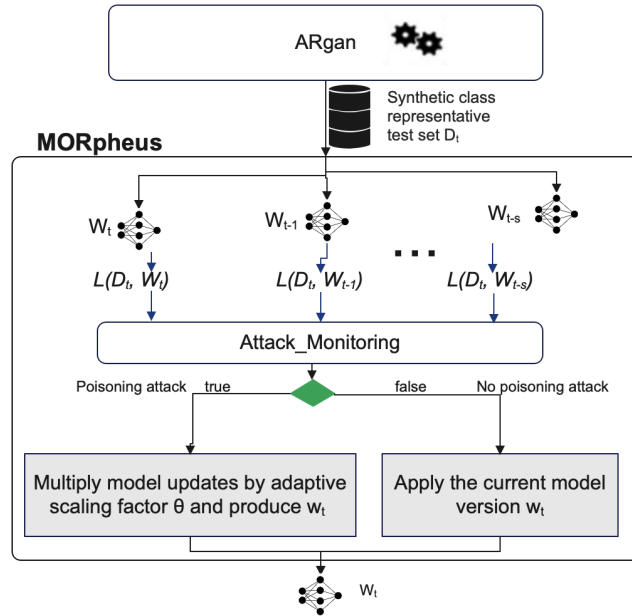 ARgan
Synthetic class
representative
test set Dₜ
MORpheus
Wₜ
Wₜ₋₁
Wₜ₋ₛ
...
L(Dₜ, Wₜ)
L(Dₜ, Wₜ₋₁)
L(Dₜ, Wₜ₋ₛ)
Attack_Monitoring
Poisoning attack
true
false
No poisoning attack
Multiply model updates by adaptive
scaling factor θ and produce wₜ
Apply the current model
version wₜ
Wₜ